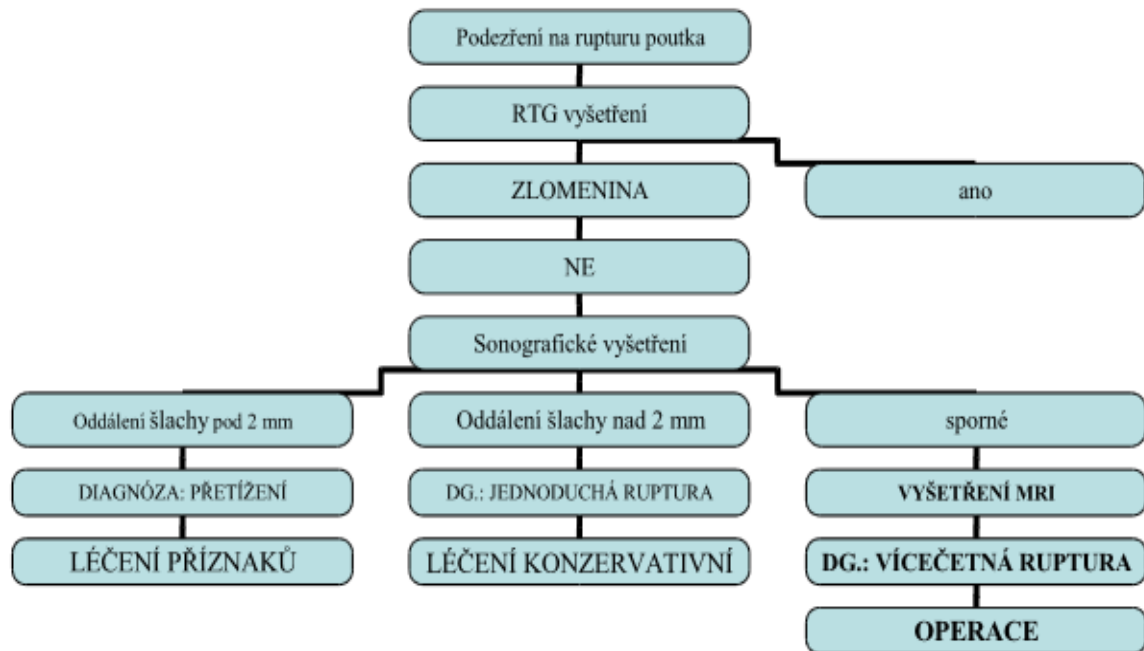 Podezření na rupturu poutka
RTG vyšetření
ZLOMENINA
ano
NE
Sonografické vyšetření
Oddálení šlachy pod 2 mm
Oddálení šlachy nad 2 mm
sporné
DIAGNÓZA: PŘETÍŽENÍ
DG.: JEDNODUCHÁ RUPTURA
VYŠETŘENÍ MRI
LÉČENÍ PŘÍZNAKŮ
LÉČENÍ KONZERVATIVNÍ
DG.: VÍCEČETNÁ RUPTURA
OPERACE